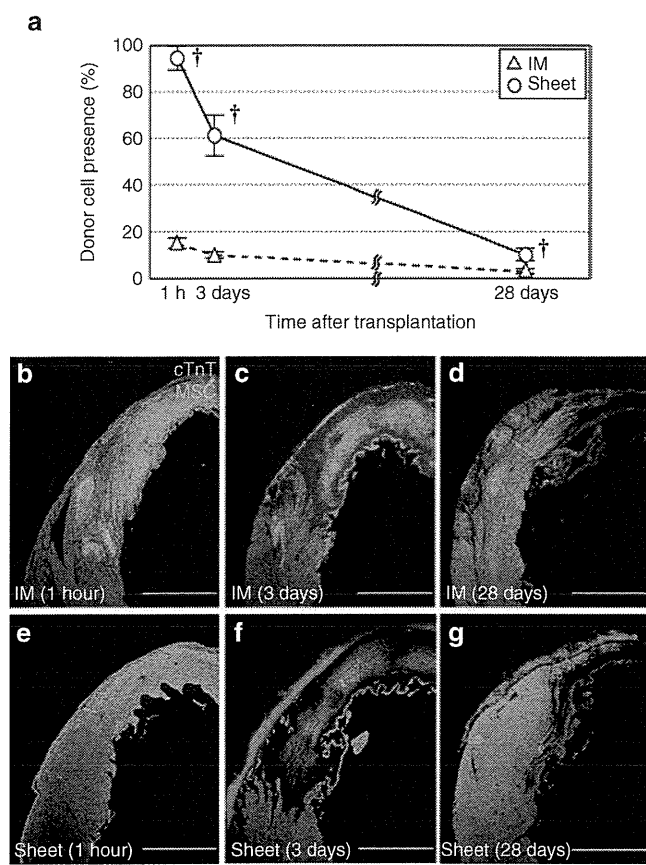 a
100
80
60
40
20
0
Donor cell presence (%)
IM
Sheet
†
†
†
1 h 3 days 28 days
Time after transplantation
b
cTnT
MSC
IM (1 hour)
c
IM (3 days)
d
IM (28 days)
e
Sheet (1 hour)
f
Sheet (3 days)
g
Sheet (28 days)